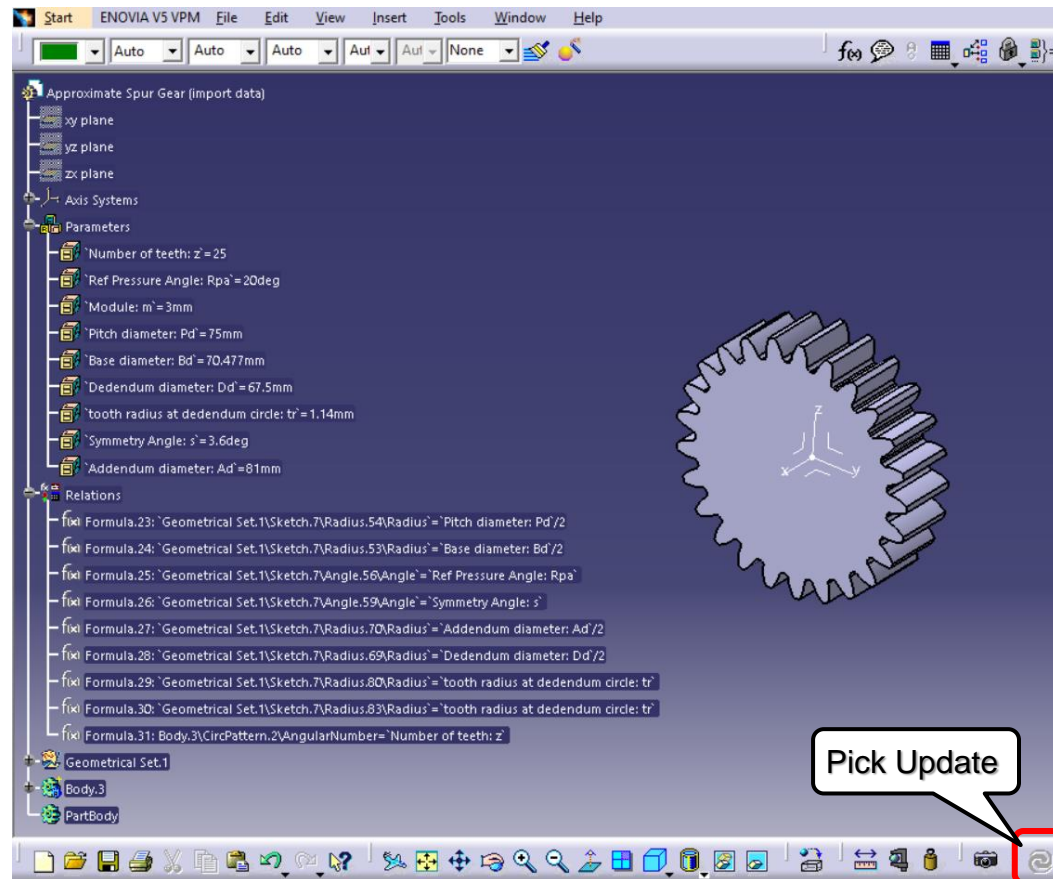 Start ENOVIA V5 VPM File Edit View Insert Tools Window Help
Auto Auto Auto Aut Aut None
Approximate Spur Gear (import data)
xy plane
yz plane
zx plane
Axis Systems
Parameters
`Number of teeth: z`=25
`Ref Pressure Angle: Rpa`=20deg
`Module: m`=3mm
`Pitch diameter: Pd`=75mm
`Base diameter: Bd`=70.477mm
`Dedendum diameter: Dd`=67.5mm
`tooth radius at dedendum circle: tr`=1.14mm
`Symmetry Angle: s`=3.6deg
`Addendum diameter: Ad`=81mm
Relations
Formula.23: `Geometrical Set.1\Sketch.7\Radius.54\Radius`=`Pitch diameter: Pd`/2
Formula.24: `Geometrical Set.1\Sketch.7\Radius.53\Radius`=`Base diameter: Bd`/2
Formula.25: `Geometrical Set.1\Sketch.7\Angle.56\Angle`=`Ref Pressure Angle: Rpa`
Formula.26: `Geometrical Set.1\Sketch.7\Angle.59\Angle`=`Symmetry Angle: s`
Formula.27: `Geometrical Set.1\Sketch.7\Radius.70\Radius`=`Addendum diameter: Ad`/2
Formula.28: `Geometrical Set.1\Sketch.7\Radius.69\Radius`=`Dedendum diameter: Dd`/2
Formula.29: `Geometrical Set.1\Sketch.7\Radius.80\Radius`=`tooth radius at dedendum circle: tr`
Formula.30: `Geometrical Set.1\Sketch.7\Radius.83\Radius`=`tooth radius at dedendum circle: tr`
Formula.31: Body.3\CircPattern.2\AngularNumber=`Number of teeth: z`
Geometrical Set.1
Body.3
PartBody
z
x y
Pick Update